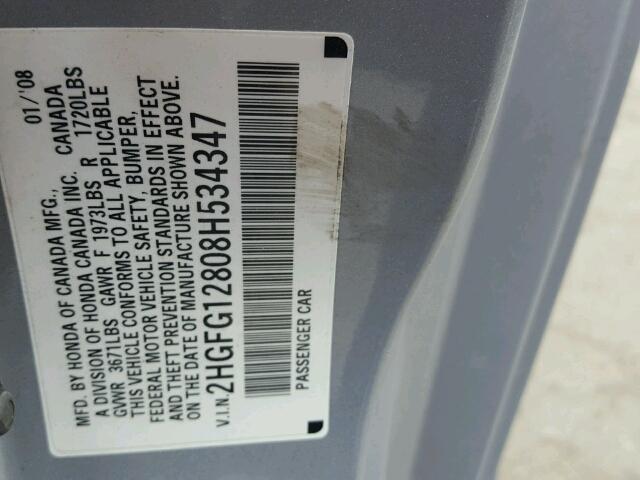 MFD. BY HONDA OF CANADA MFG., 01/'08
A DIVISION OF HONDA CANADA INC. CANADA
GVWR 3671LBS GAWR F 1973LBS R 1720LBS
THIS VEHICLE CONFORMS TO ALL APPLICABLE
FEDERAL MOTOR VEHICLE SAFETY, BUMPER,
AND THEFT PREVENTION STANDARDS IN EFFECT
ON THE DATE OF MANUFACTURE SHOWN ABOVE.
V.I.N. 2HGFG12808H534347
PASSENGER CAR